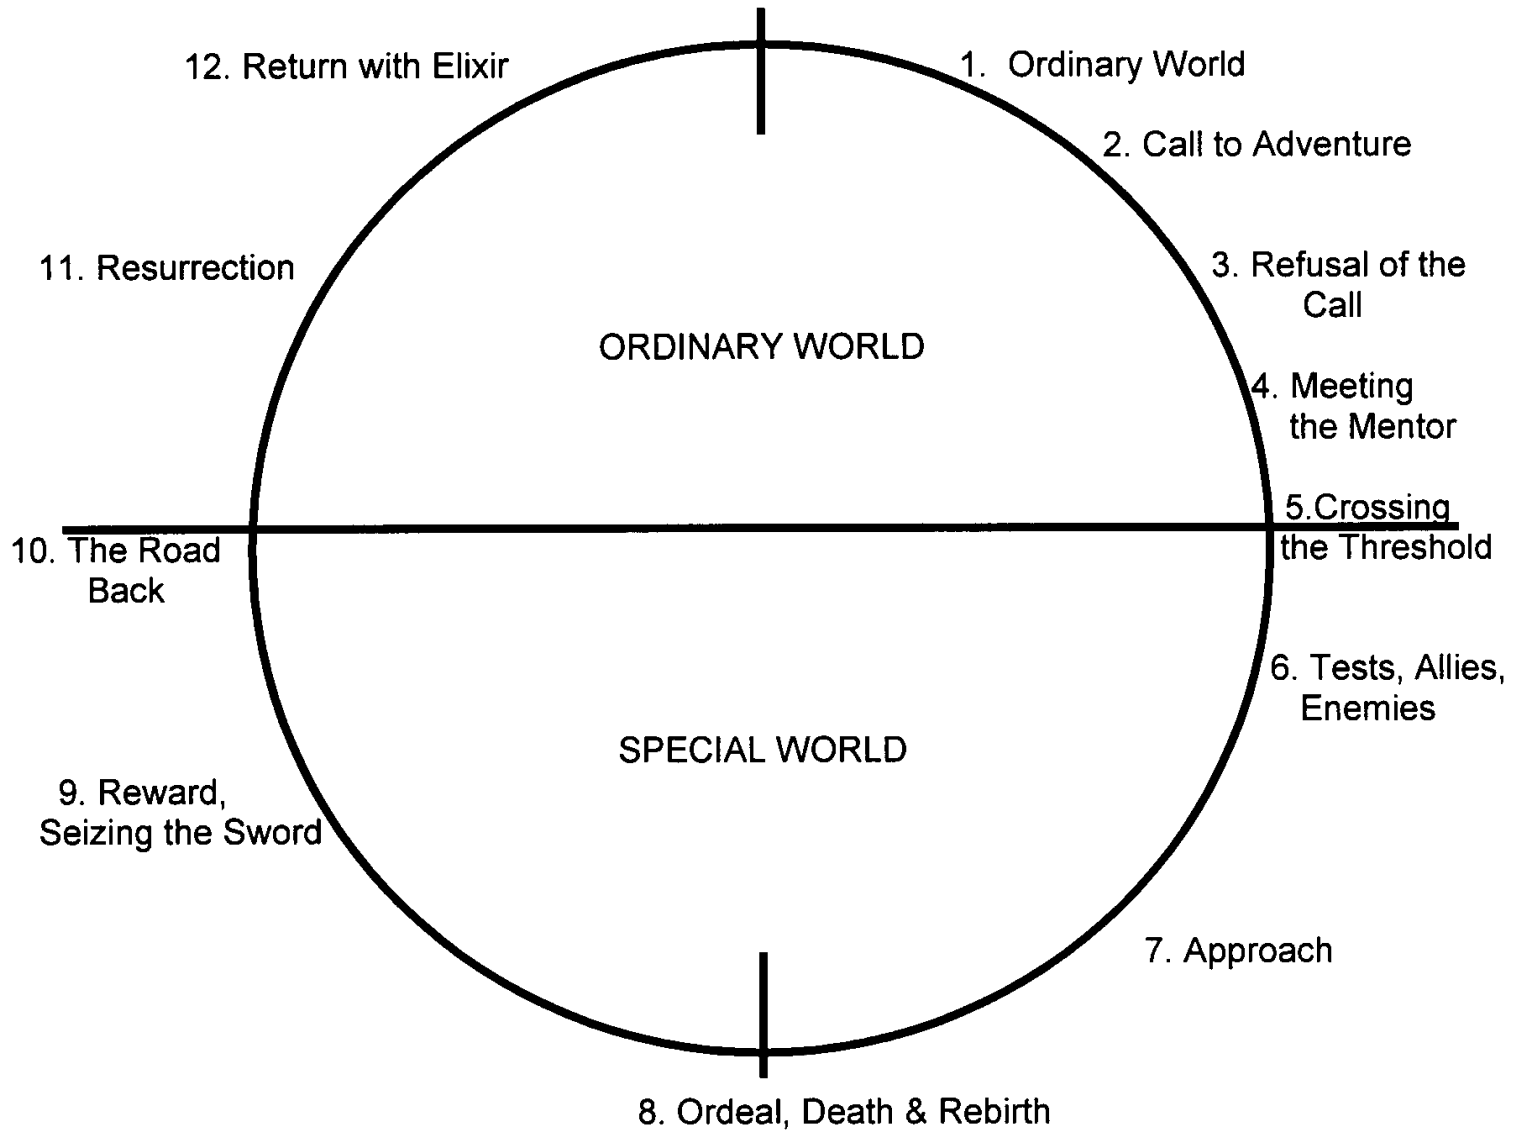 12. Return with Elixir
1. Ordinary World
2. Call to Adventure
11. Resurrection
3. Refusal of the
Call
ORDINARY WORLD
4. Meeting
the Mentor
5.Crossing
the Threshold
10. The Road
Back
6. Tests, Allies,
Enemies
SPECIAL WORLD
9. Reward,
Seizing the Sword
7. Approach
8. Ordeal, Death & Rebirth